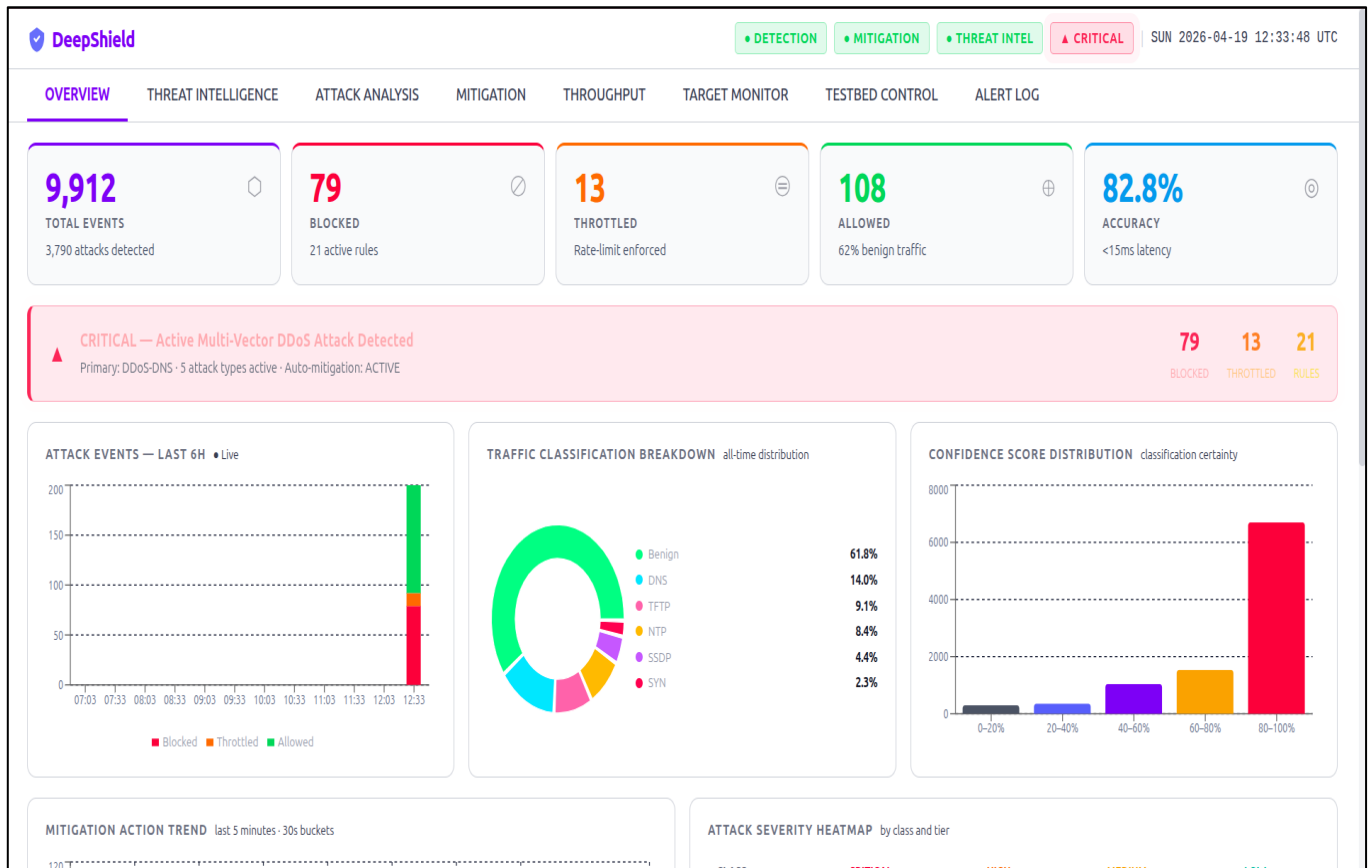 DeepShield
● DETECTION ● MITIGATION ● THREAT INTEL ▲ CRITICAL SUN 2026-04-19 12:33:48 UTC
OVERVIEW THREAT INTELLIGENCE ATTACK ANALYSIS MITIGATION THROUGHPUT TARGET MONITOR TESTBED CONTROL ALERT LOG
9,912
TOTAL EVENTS
3,790 attacks detected
79
BLOCKED
21 active rules
13
THROTTLED
Rate-limit enforced
108
ALLOWED
62% benign traffic
82.8%
ACCURACY
<15ms latency
CRITICAL — Active Multi-Vector DDoS Attack Detected
Primary: DDoS-DNS · 5 attack types active · Auto-mitigation: ACTIVE
79 13 21
BLOCKED THROTTLED RULES
ATTACK EVENTS — LAST 6H ● Live
200
150
100
50
0
07:03 07:33 08:03 08:33 09:03 09:33 10:03 10:33 11:03 11:33 12:03 12:33
Blocked Throttled Allowed
TRAFFIC CLASSIFICATION BREAKDOWN all-time distribution
Benign 61.8%
DNS 14.0%
TFTP 9.1%
NTP 8.4%
SSDP 4.4%
SYN 2.3%
CONFIDENCE SCORE DISTRIBUTION classification certainty
8000
6000
4000
2000
0
0–20% 20–40% 40–60% 60–80% 80–100%
MITIGATION ACTION TREND last 5 minutes · 30s buckets
120
ATTACK SEVERITY HEATMAP by class and tier